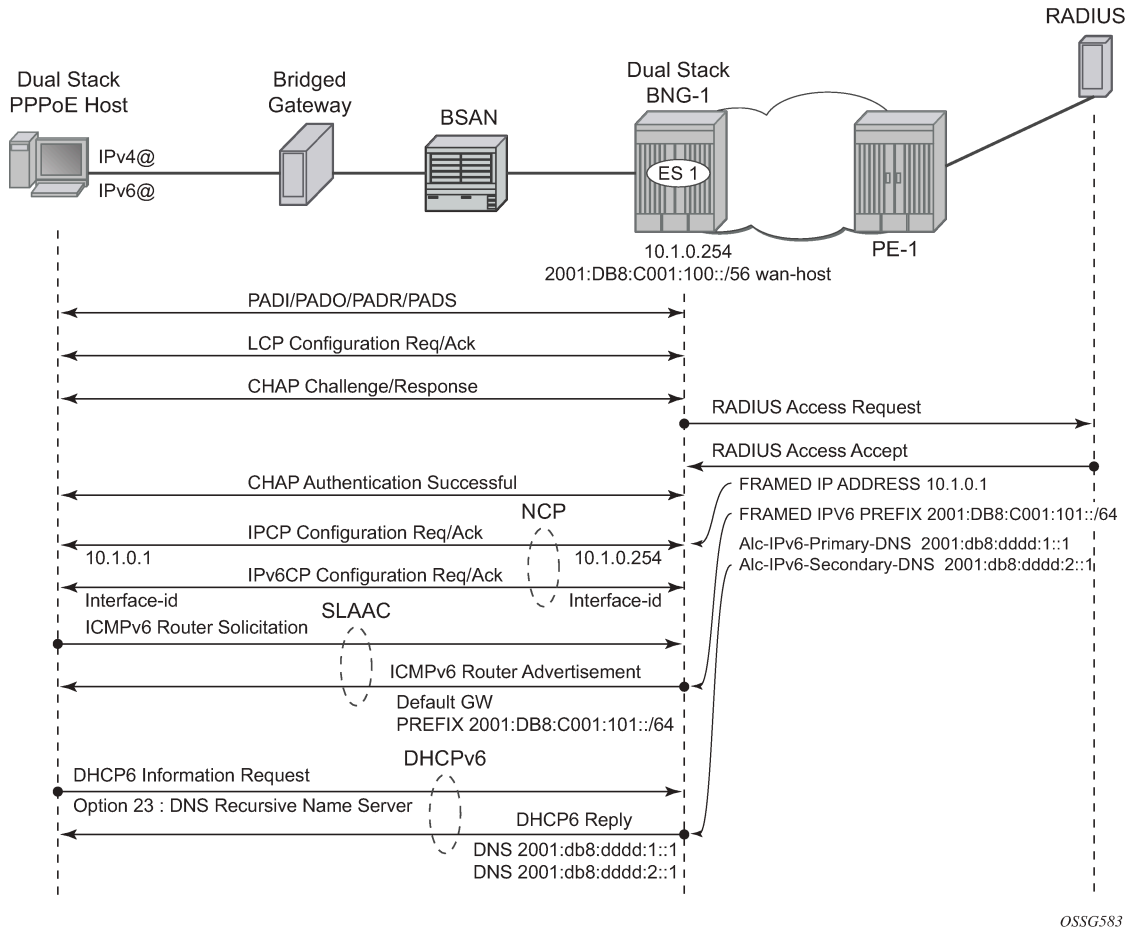 RADIUS
Dual Stack
PPPoE Host
Bridged
Gateway
BSAN
Dual Stack
BNG-1
IPv4@
IPv6@
ES 1
PE-1
10.1.0.254
2001:DB8:C001:100::/56 wan-host
PADI/PADO/PADR/PADS
LCP Configuration Req/Ack
CHAP Challenge/Response
RADIUS Access Request
RADIUS Access Accept
CHAP Authentication Successful
FRAMED IP ADDRESS 10.1.0.1
NCP
FRAMED IPV6 PREFIX 2001:DB8:C001:101::/64
IPCP Configuration Req/Ack
Alc-IPv6-Primary-DNS 2001:db8:dddd:1::1
10.1.0.1
10.1.0.254
Alc-IPv6-Secondary-DNS 2001:db8:dddd:2::1
IPv6CP Configuration Req/Ack
Interface-id
Interface-id
SLAAC
ICMPv6 Router Solicitation
ICMPv6 Router Advertisement
Default GW
PREFIX 2001:DB8:C001:101::/64
DHCPv6
DHCP6 Information Request
Option 23 : DNS Recursive Name Server
DHCP6 Reply
DNS 2001:db8:dddd:1::1
DNS 2001:db8:dddd:2::1
OSSG583